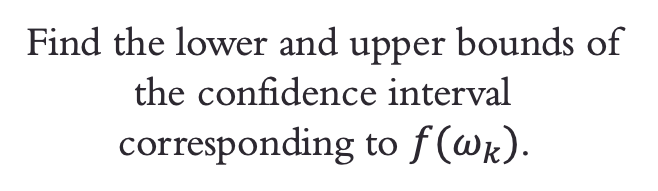 Find the lower and upper bounds of
the confidence interval
corresponding to f(ωₖ).